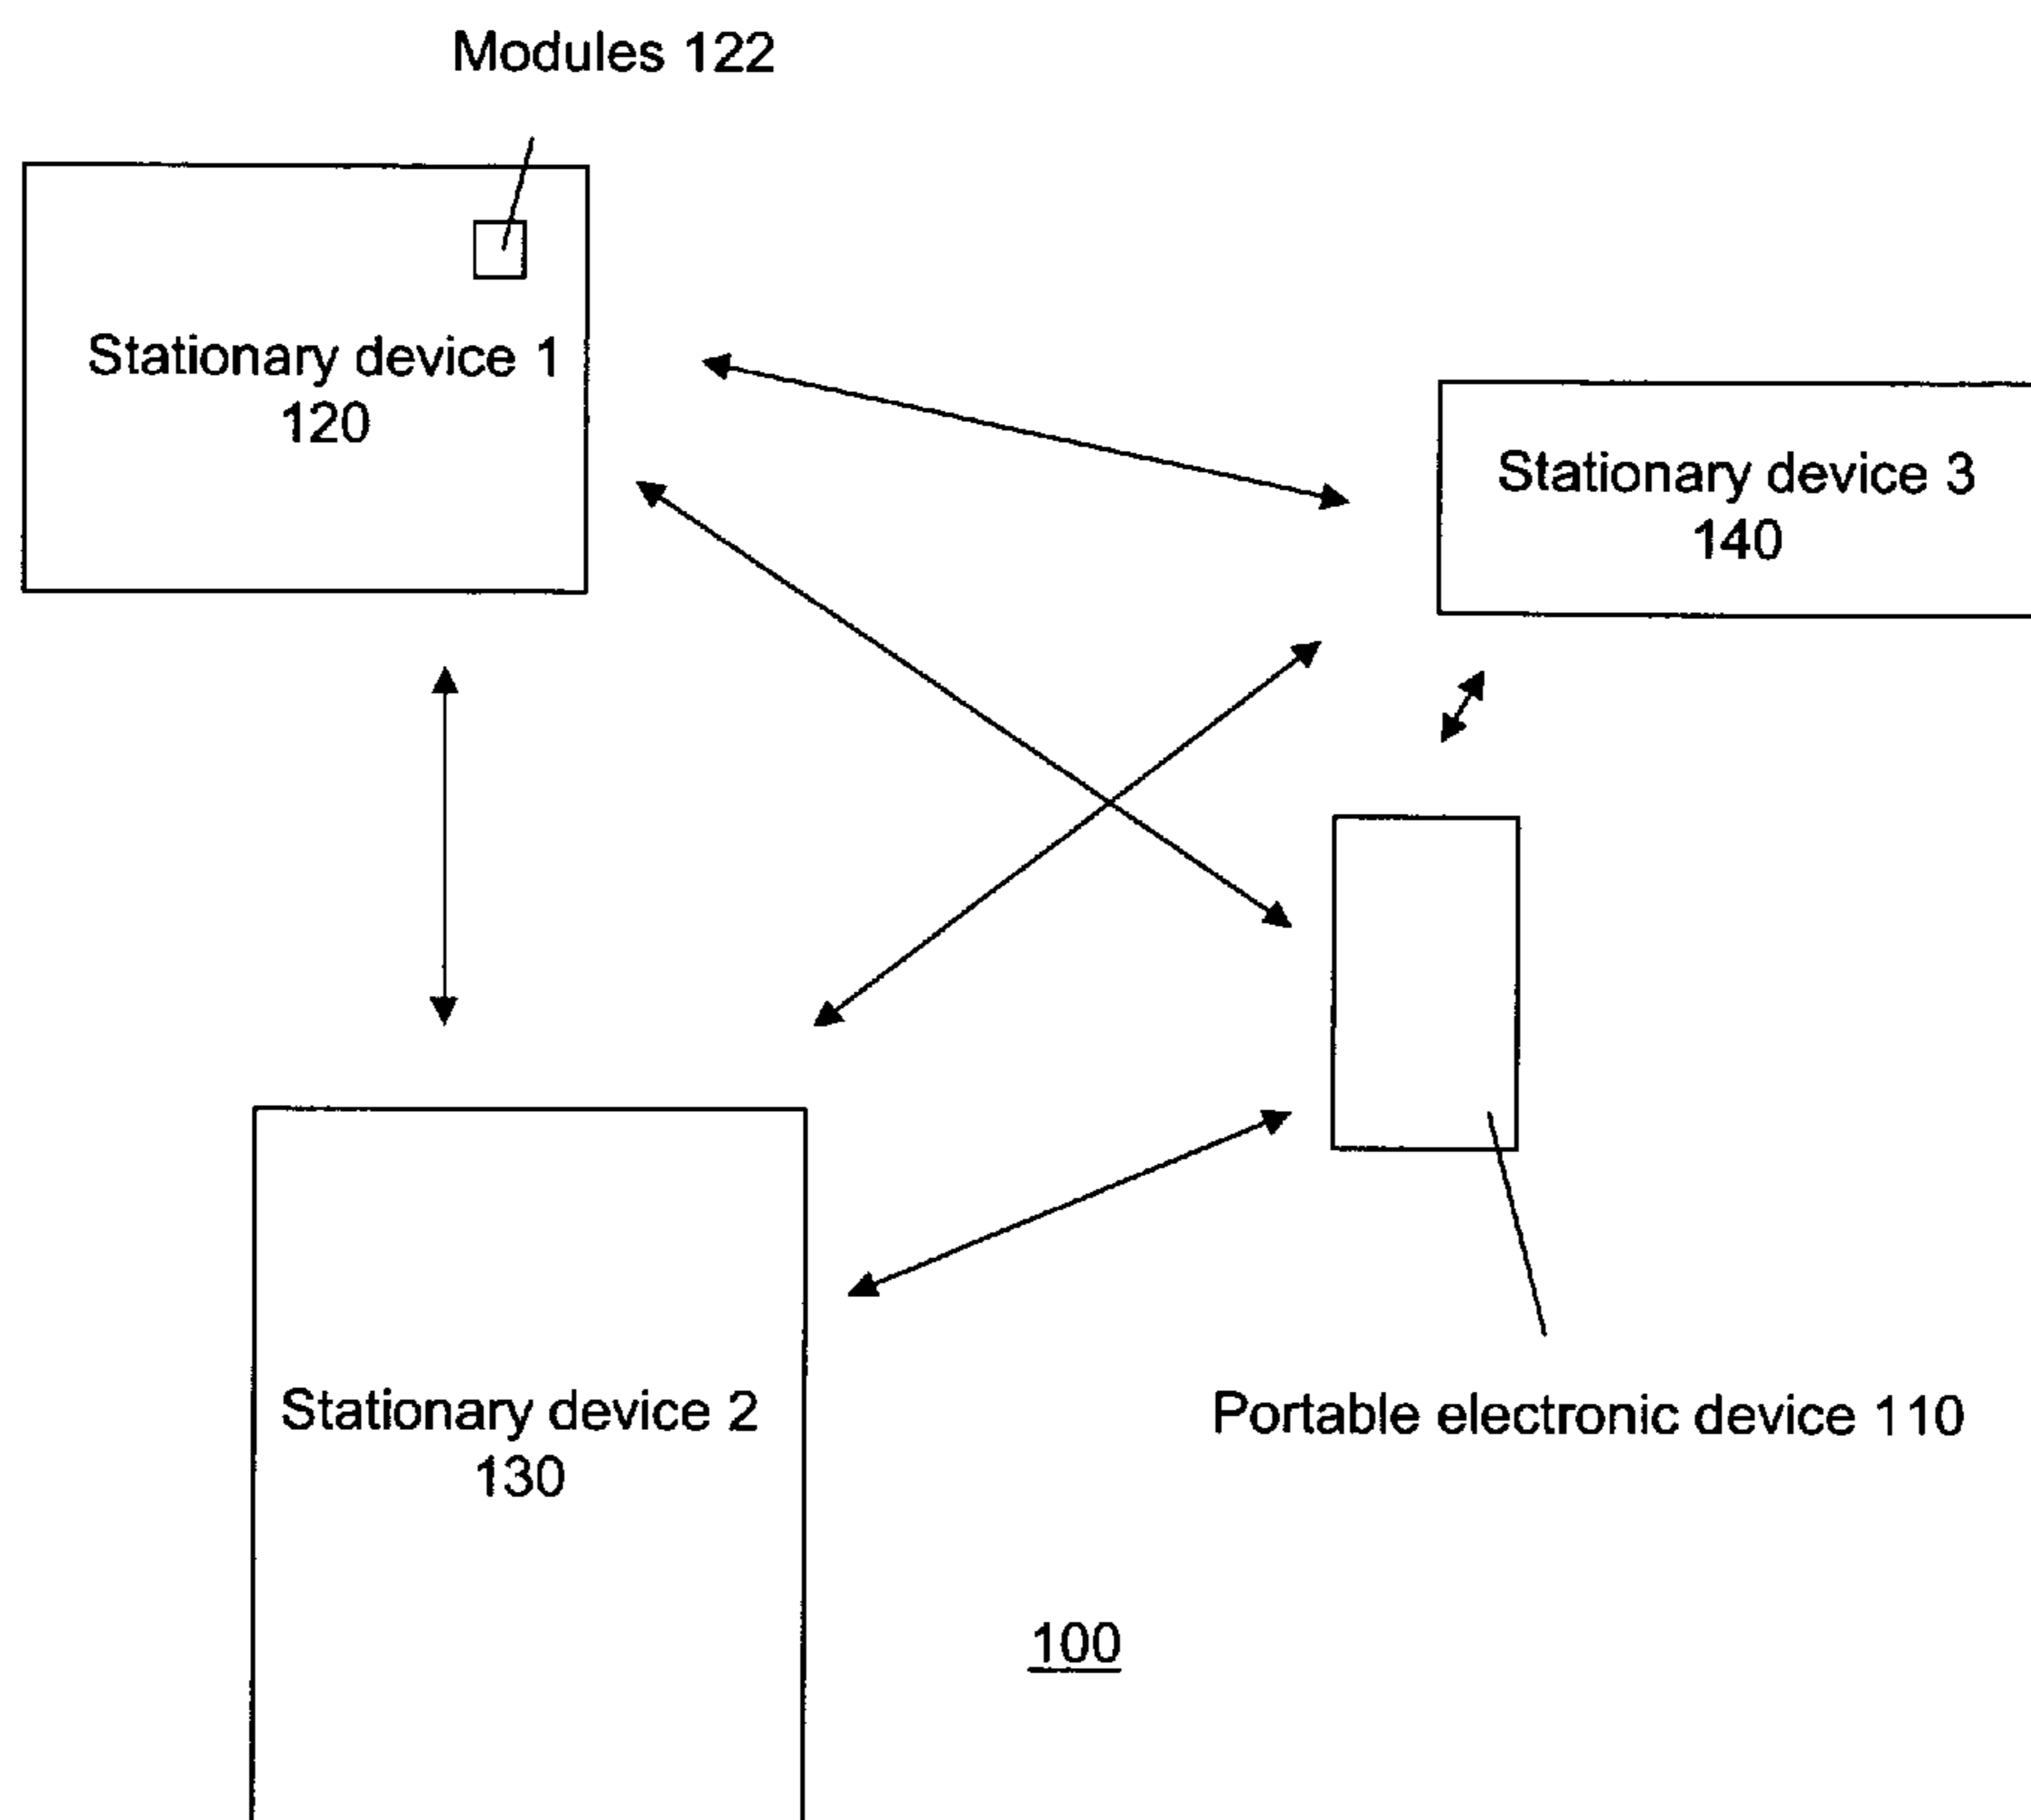 Modules 122
Stationary device 1
120
Stationary device 3
140
Stationary device 2
130
Portable electronic device 110
100